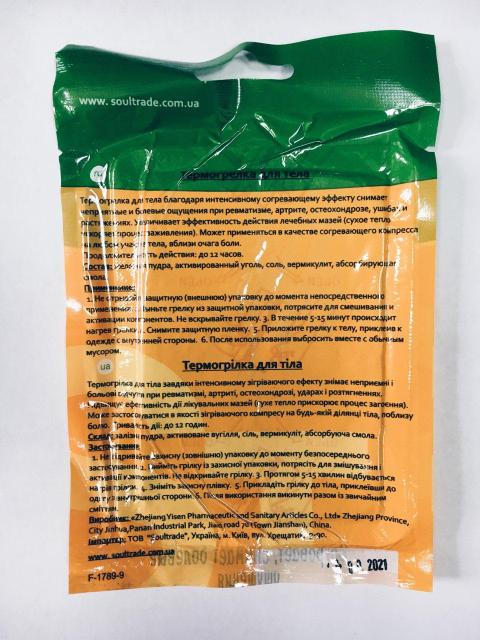 www. soultrade.com.ua
ru
Термогрелка для тела
Термогрелка для тела благодаря интенсивному согревающему эффекту снимает
неприятные и болевые ощущения при ревматизме, артрите, остеохондрозе, ушибах и
растяжениях. Увеличивает эффективность действия лечебных мазей (сухое тепло
заживления). Может применяться в качестве согревающего компресса
на любом участке тела, вблизи очага боли.
Продолжительность действия: до 12 часов.
Состав: железная пудра, активированный уголь, соль, вермикулит, абсорбирующая
смола.
Применение:
1. Не открывайте защитную (внешнюю) упаковку до момента непосредственного
применения. 2. Выньте грелку из защитной упаковки, потрясите для смешивания и
активации компонентов. Не вскрывайте грелку. 3. В течение 5-15 минут происходит
нагрев грелки. 4. Снимите защитную пленку. 5. Приложите грелку к телу, приклеив к
одежде с внутренней стороны. 6. После использования выбросить вместе с обычным
мусором.
ua
Термогрілка для тіла
Термогрілка для тіла завдяки інтенсивному зігріваючому ефекту знімає неприємні і
больові відчуття при ревматизмі, артриті, остеохондрозі, ударах і розтягненнях.
ефективність дії лікувальних мазей (сухе тепло прискорює процес загоєння).
Може застосуватися в якості зігріваючого компресу на будь-якій ділянці тіла, поблизу
болю. Тривалість дії: до 12 годин.
Склад: залізні пудра, активоване вугілля, сіль, вермикуліт, абсорбуюча смола.
Застосування:
1. Не відкривайте захисну (зовнішню) упаковку до моменту безпосереднього
застосування. 2. Вийміть грілку із захисної упаковки, потрясіть для змішування і
активації компонентів. Не відкривайте грілку. 3. Протягом 5-15 хвилин відбувається
нагрів грілки. 4. Зніміть захисну плівку. 5. Прикладіть грілку до тіла, приклеївши до
одягу з внутрішньої сторони. 6. Після використання викинути разом із звичайним
сміттям.
Виробник: «Zhejiang Yisen Pharmaceutic and Sanitary Articles Co., Ltd» Zhejiang Province,
City Jinhua, Panan Industrial Park, Jiao road 78 (Town Jianshan), China.
Імпортер: ТОВ "Soultrade", Україна, м. Київ, вул. Хрещатик,
www. soultrade.com.ua
2021
F-1789-9